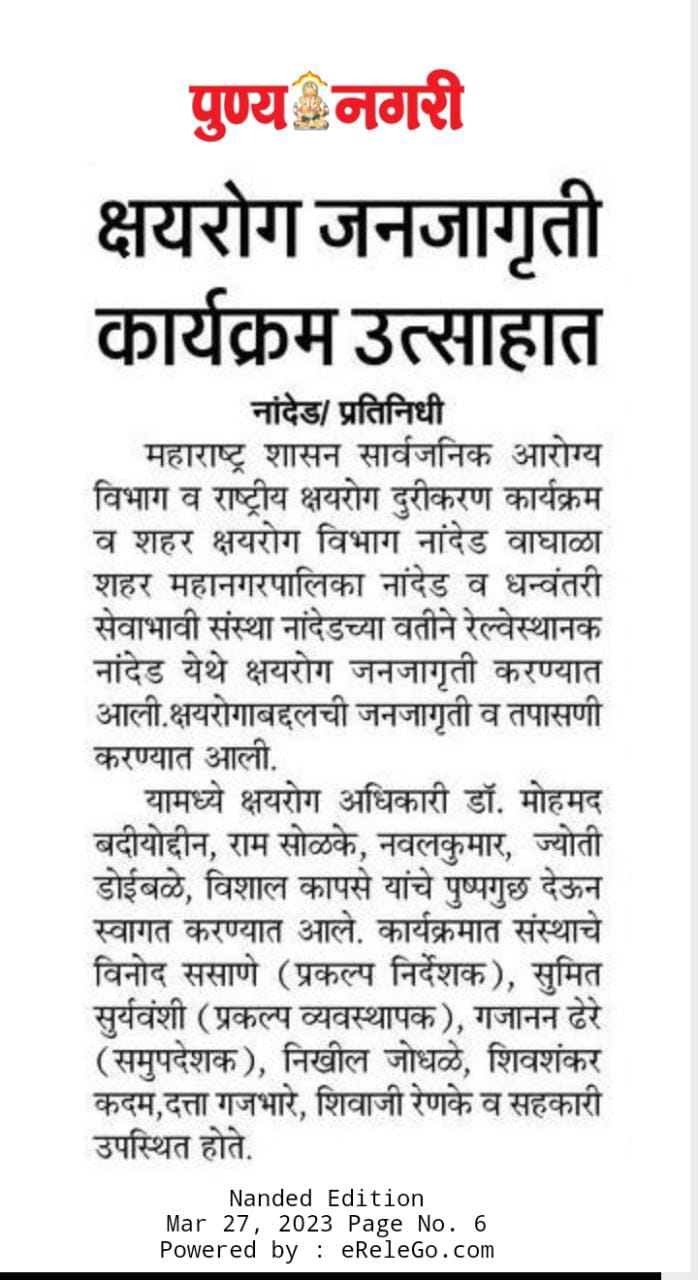 पुण्य नगरी
क्षयरोग जनजागृती
कार्यक्रम उत्साहात
नांदेड/ प्रतिनिधी
महाराष्ट्र शासन सार्वजनिक आरोग्य
विभाग व राष्ट्रीय क्षयरोग दुरीकरण कार्यक्रम
व शहर क्षयरोग विभाग नांदेड वाघाळा
शहर महानगरपालिका नांदेड व धन्वंतरी
सेवाभावी संस्था नांदेडच्या वतीने रेल्वेस्थानक
नांदेड येथे क्षयरोग जनजागृती करण्यात
आली.क्षयरोगाबद्दलची जनजागृती व तपासणी
करण्यात आली.
यामध्ये क्षयरोग अधिकारी डॉ. मोहमद
बदीयोद्दीन, राम सोळके, नवलकुमार, ज्योती
डोईबळे, विशाल कापसे यांचे पुष्पगुछ देऊन
स्वागत करण्यात आले. कार्यक्रमात संस्थाचे
विनोद ससाणे (प्रकल्प निर्देशक), सुमित
सुर्यवंशी (प्रकल्प व्यवस्थापक), गजानन ढेरे
(समुपदेशक), निखील जोधळे, शिवशंकर
कदम,दत्ता गजभारे, शिवाजी रेणके व सहकारी
उपस्थित होते.
Nanded Edition
Mar 27, 2023 Page No. 6
Powered by : eReleGo.com